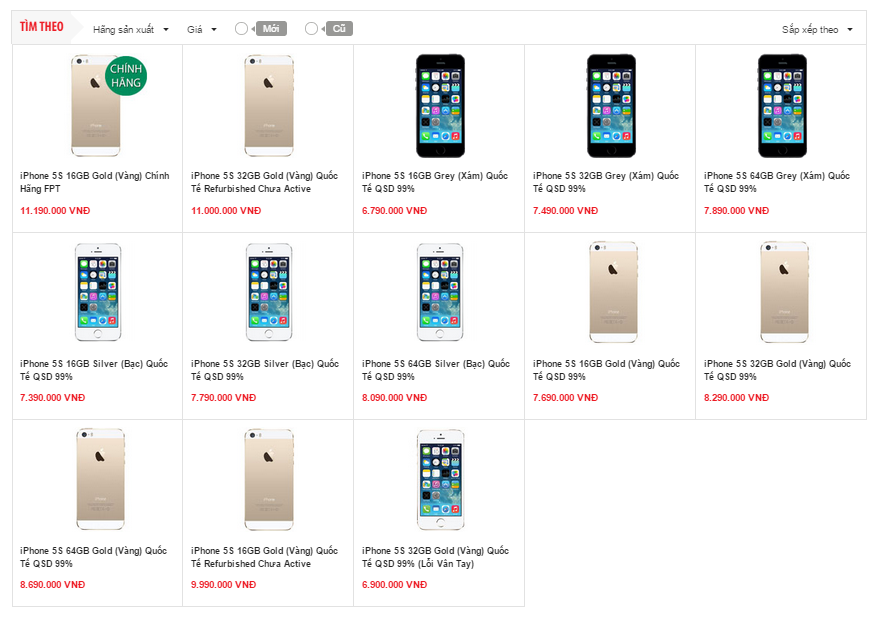 TÌM THEO
Hãng sản xuất
Giá
Mới
Cũ
Sắp xếp theo
CHÍNH
HÃNG
iPhone 5S 16GB Gold (Vàng) Chính
Hãng FPT
11.190.000 VNĐ
iPhone 5S 32GB Gold (Vàng) Quốc
Tế Refurbished Chưa Active
11.000.000 VNĐ
iPhone 5S 16GB Grey (Xám) Quốc
Tế QSD 99%
6.790.000 VNĐ
iPhone 5S 32GB Grey (Xám) Quốc
Tế QSD 99%
7.490.000 VNĐ
iPhone 5S 64GB Grey (Xám) Quốc
Tế QSD 99%
7.890.000 VNĐ
iPhone 5S 16GB Silver (Bạc) Quốc
Tế QSD 99%
7.390.000 VNĐ
iPhone 5S 32GB Silver (Bạc) Quốc
Tế QSD 99%
7.790.000 VNĐ
iPhone 5S 64GB Silver (Bạc) Quốc
Tế QSD 99%
8.090.000 VNĐ
iPhone 5S 16GB Gold (Vàng) Quốc
Tế QSD 99%
7.690.000 VNĐ
iPhone 5S 32GB Gold (Vàng) Quốc
Tế QSD 99%
8.290.000 VNĐ
iPhone 5S 64GB Gold (Vàng) Quốc
Tế QSD 99%
8.690.000 VNĐ
iPhone 5S 16GB Gold (Vàng) Quốc
Tế Refurbished Chưa Active
9.990.000 VNĐ
iPhone 5S 32GB Gold (Vàng) Quốc
Tế QSD 99% (Lỗi Vân Tay)
6.900.000 VNĐ